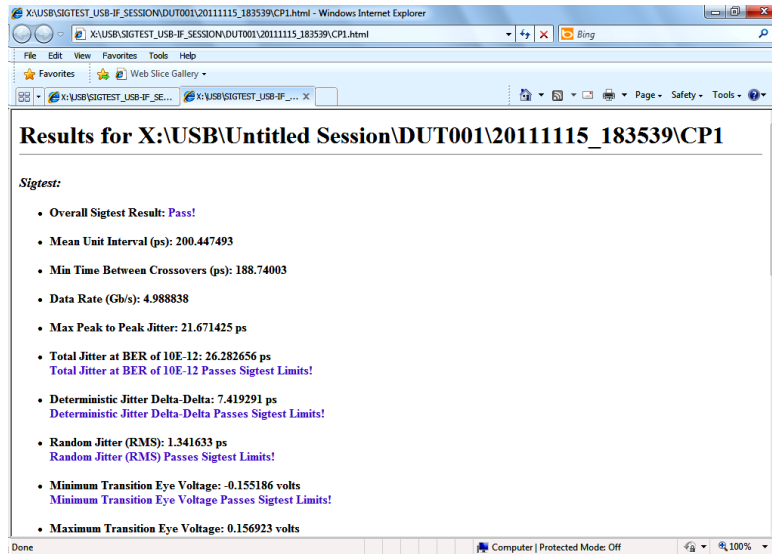 X:\USB\SIGTEST_USB-IF_SESSION\DUT001\20111115_183539\CP1.html - Windows Internet Explorer
X:\USB\SIGTEST_USB-IF_SESSION\DUT001\20111115_183539\CP1.html
Bing
File Edit View Favorites Tools Help
Favorites Web Slice Gallery
X:\USB\SIGTEST_USB-IF_SE... X:\USB\SIGTEST_USB-IF_... X Page Safety Tools
Results for X:\USB\Untitled Session\DUT001\20111115_183539\CP1
Sigtest:
• Overall Sigtest Result: Pass!
• Mean Unit Interval (ps): 200.447493
• Min Time Between Crossovers (ps): 188.74003
• Data Rate (Gb/s): 4.988838
• Max Peak to Peak Jitter: 21.671425 ps
• Total Jitter at BER of 10E-12: 26.282656 ps
Total Jitter at BER of 10E-12 Passes Sigtest Limits!
• Deterministic Jitter Delta-Delta: 7.419291 ps
Deterministic Jitter Delta-Delta Passes Sigtest Limits!
• Random Jitter (RMS): 1.341633 ps
Random Jitter (RMS) Passes Sigtest Limits!
• Minimum Transition Eye Voltage: -0.155186 volts
Minimum Transition Eye Voltage Passes Sigtest Limits!
• Maximum Transition Eye Voltage: 0.156923 volts
Done Computer | Protected Mode: Off 100%